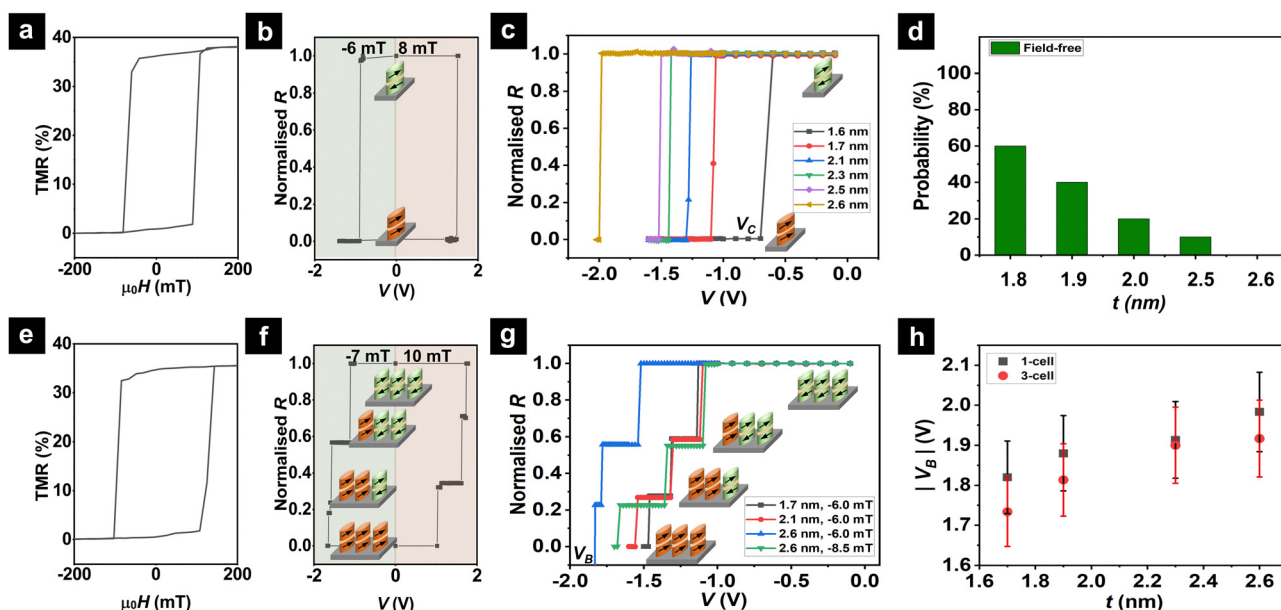 a
40
30
20
10
0
TMR (%)
-200
0
200
μ₀H (mT)
b
-6 mT
8 mT
1.0
0.8
0.6
0.4
0.2
0.0
Normalised R
-2
0
2
V (V)
c
1.0
0.8
0.6
0.4
0.2
0.0
Normalised R
1.6 nm
1.7 nm
2.1 nm
2.3 nm
2.5 nm
2.6 nm
V_C
-2.0
-1.5
-1.0
-0.5
0.0
V (V)
d
Field-free
100
80
60
40
20
0
Probability (%)
1.8
1.9
2.0
2.5
2.6
t (nm)
e
40
30
20
10
0
TMR (%)
-200
0
200
μ₀H (mT)
f
-7 mT
10 mT
1.0
0.8
0.6
0.4
0.2
0.0
Normalised R
-2
0
2
V (V)
g
1.0
0.8
0.6
0.4
0.2
0.0
Normalised R
1.7 nm, -6.0 mT
2.1 nm, -6.0 mT
2.6 nm, -6.0 mT
2.6 nm, -8.5 mT
V_B
-2.0
-1.5
-1.0
-0.5
0.0
V (V)
h
1-cell
3-cell
2.1
2.0
1.9
1.8
1.7
1.6
| V_B | (V)
1.6
1.8
2.0
2.2
2.4
2.6
t (nm)